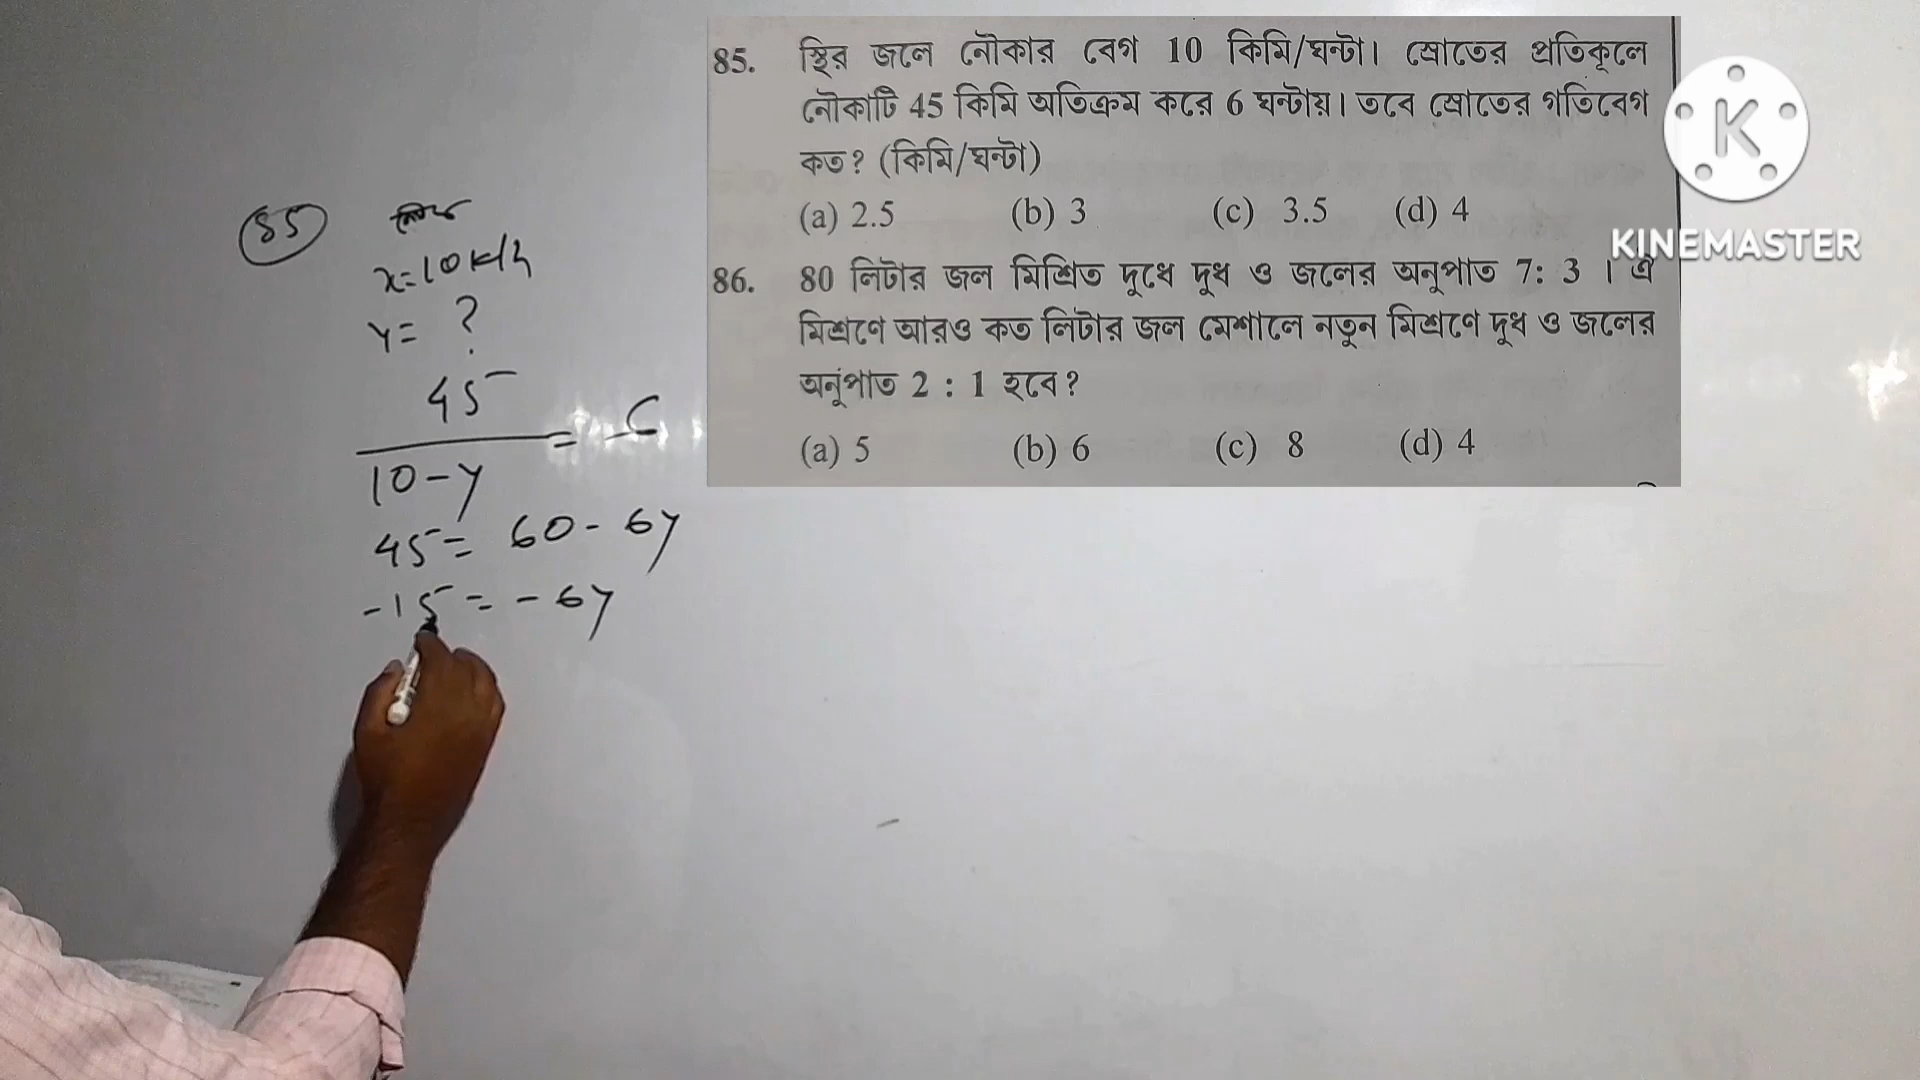 85. স্থির জলে নৌকার বেগ 10 কিমি/ঘন্টা। স্রোতের প্রতিকূলে
নৌকাটি 45 কিমি অতিক্রম করে 6 ঘন্টায়। তবে স্রোতের গতিবেগ
কত? (কিমি/ঘন্টা)
(a) 2.5 (b) 3 (c) 3.5 (d) 4
86. 80 লিটার জল মিশ্রিত দুধে দুধ ও জলের অনুপাত 7: 3 । ঐ
মিশ্রণে আরও কত লিটার জল মেশালে নতুন মিশ্রণে দুধ ও জলের
অনুপাত 2 : 1 হবে?
(a) 5 (b) 6 (c) 8 (d) 4
K
KINEMASTER
85
x=10 k/h
y= ?
45
10-y = 6
45= 60-6y
-15=-6y